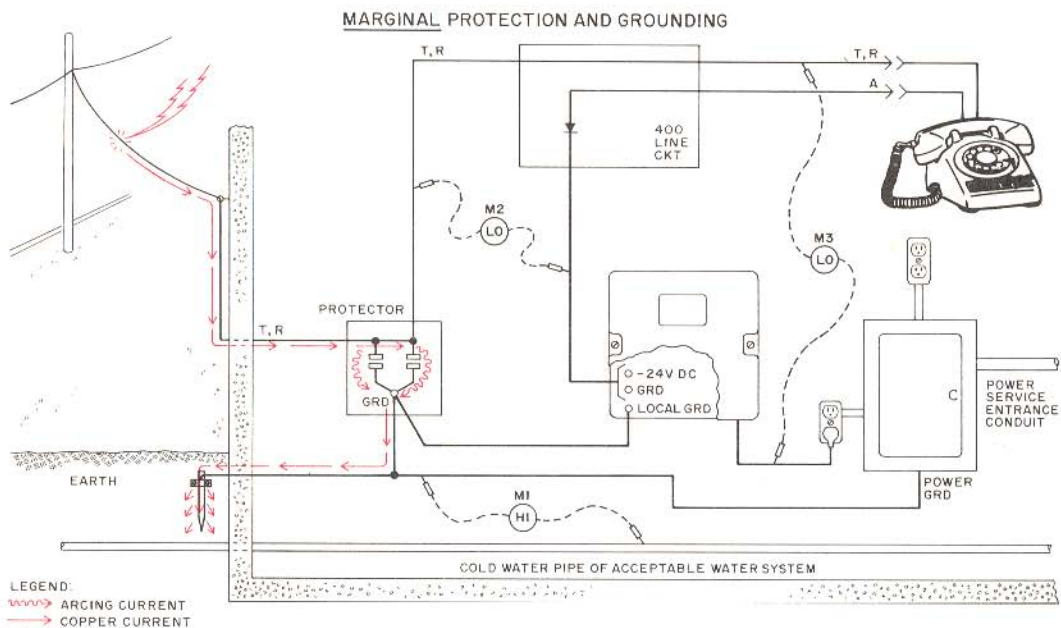 MARGINAL PROTECTION AND GROUNDING
T, R
T, R
A
400
LINE
CKT
M2
LO
M3
LO
PROTECTOR
T, R
GRD
-24V DC
GRD
LOCAL GRD
POWER
SERVICE
ENTRANCE
CONDUIT
POWER
GRD
EARTH
M1
HI
COLD WATER PIPE OF ACCEPTABLE WATER SYSTEM
LEGEND:
ARCING CURRENT
COPPER CURRENT